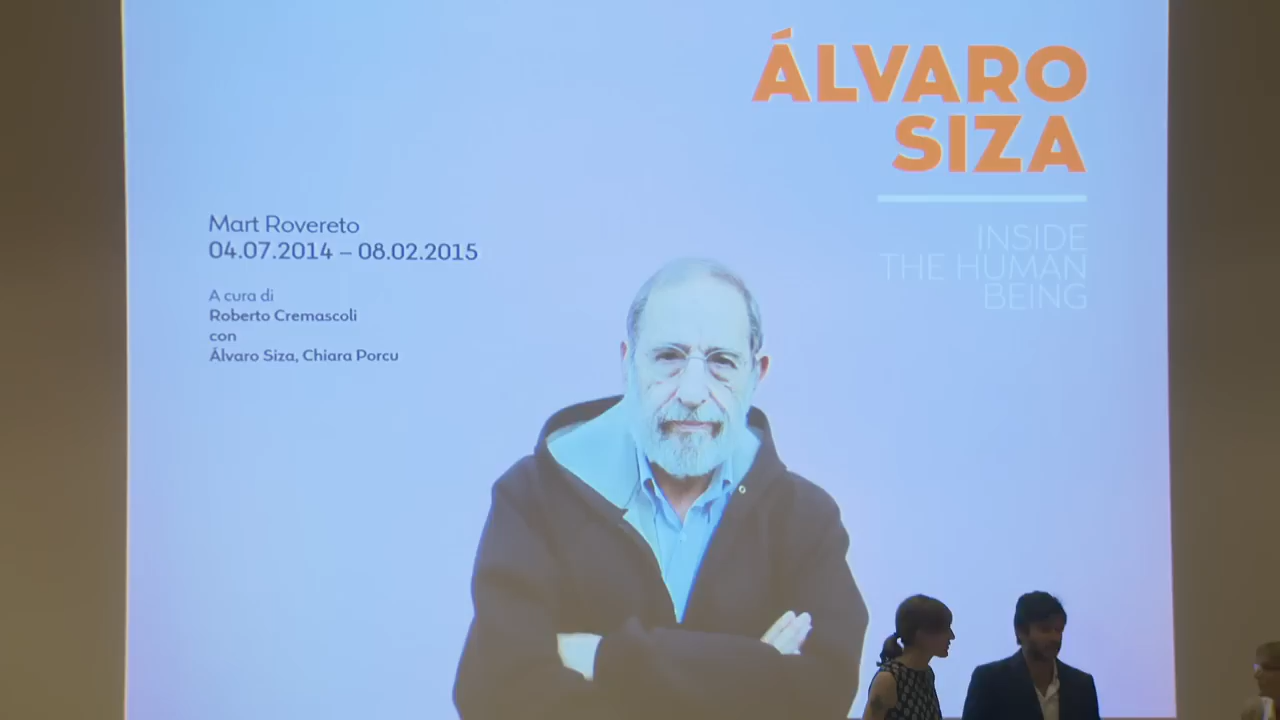 ÁLVARO
SIZA
INSIDE
THE HUMAN
BEING
Mart Rovereto
04.07.2014 – 08.02.2015
A cura di
Roberto Cremascoli
con
Álvaro Siza, Chiara Porcu